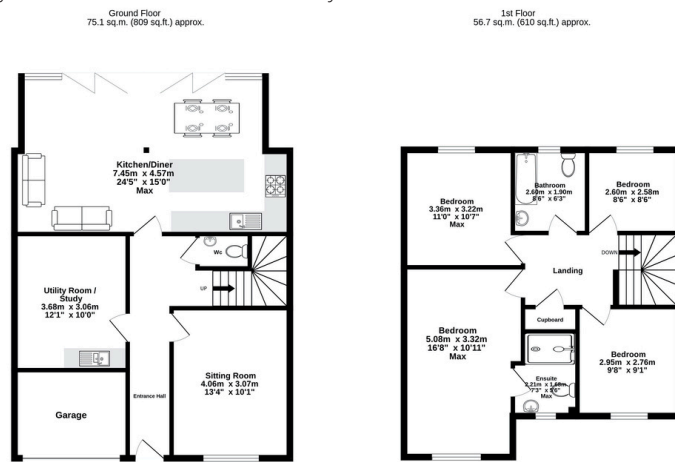 Ground Floor
75.1 sq.m. (809 sq.ft.) approx.
Kitchen/Diner
7.45m x 4.57m
24'5" x 15'0"
Max
Utility Room /
Study
3.68m x 3.06m
12'1" x 10'0"
Wc
UP
Sitting Room
4.06m x 3.07m
13'4" x 10'1"
Entrance Hall
Garage
1st Floor
56.7 sq.m. (610 sq.ft.) approx.
Bedroom
3.36m x 3.22m
11'0" x 10'7"
Max
Bathroom
2.60m x 1.90m
x 6'3"
Bedroom
2.60m x 2.58m
8'6" x 8'6"
DOWN
Landing
Cupboard
Bedroom
5.08m x 3.32m
16'8" x 10'11"
Max
Ensuite
Max
Bedroom
2.95m x 2.76m
9'8" x 9'1"